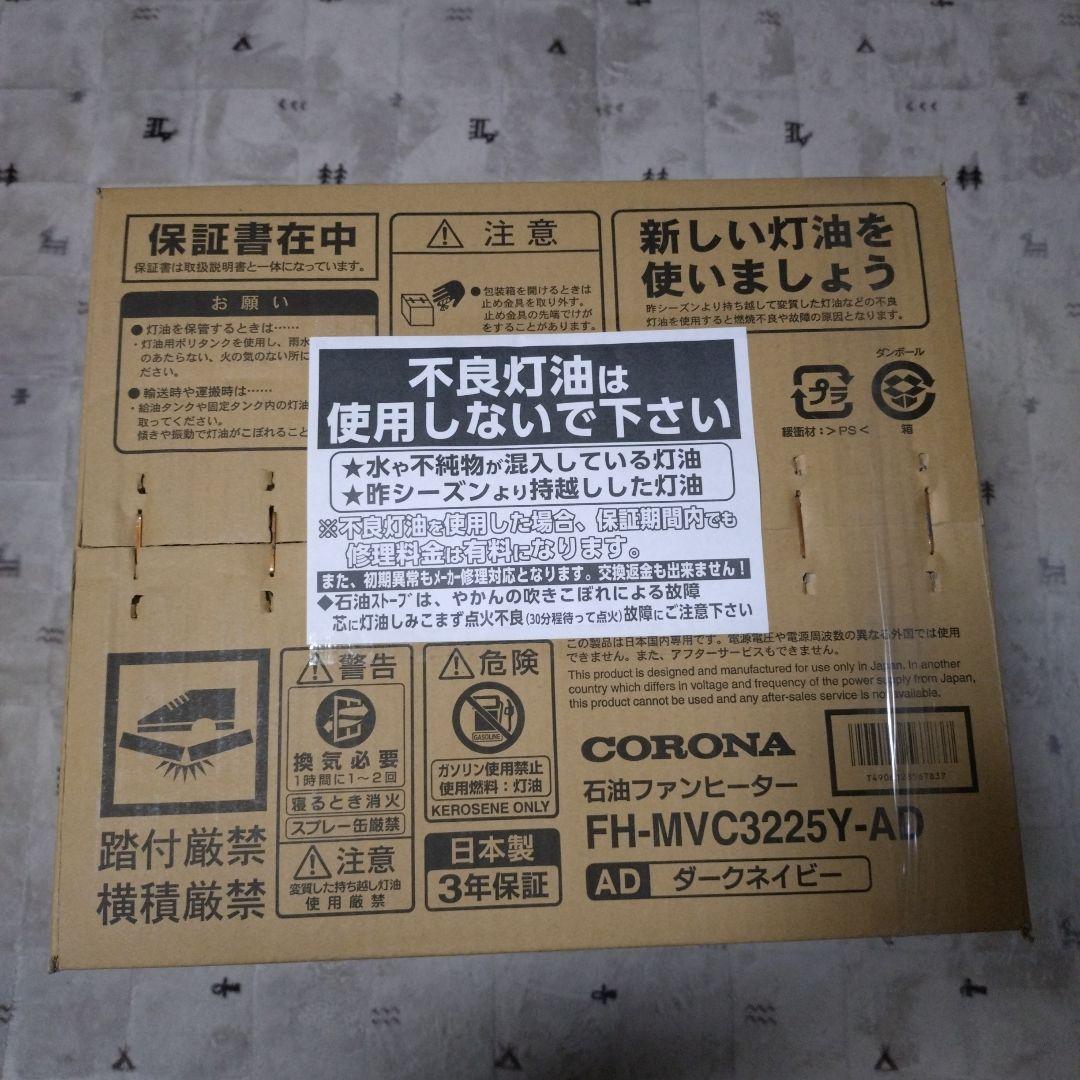 保証書在中
保証書は取扱説明書と一体になっています。
お願い
●灯油を保管するときは……
・灯油用ポリタンクを使用し、雨水
のあたらない、火の気のない所に
ださい。
●輸送時や運搬時は……
・給油タンクや固定タンク内の灯油
取ってください。
傾きや振動で灯油がこぼれること
注意
●包装箱を開けるときは
止め金具を取り外す。
止め金具の先端でけが
をすることがあります。
新しい灯油を
使いましょう
昨シーズンより持ち越して変質した灯油などの不良
灯油を使用すると燃焼不良や故障の原因となります。
プラ
緩衝材:>PS<
ダンボール
箱
不良灯油は
使用しないで下さい
★水や不純物が混入している灯油
★昨シーズンより持越しした灯油
※不良灯油を使用した場合、保証期間内でも
修理料金は有料になります。
また、初期異常もメーカー修理対応となります。交換返金も出来ません!
◆石油ストーブは、やかんの吹きこぼれによる故障
芯に灯油しみこまず点火不良(30分程待って点火)故障にご注意下さい
踏付厳禁
横積厳禁
警告
換気必要
1時間に1〜2回
寝るとき消火
スプレー缶厳禁
注意
変質した持ち越し灯油
使用厳禁
危険
GASOLINE
ガソリン使用禁止
使用燃料:灯油
KEROSENE ONLY
日本製
3年保証
この製品は日本国内専用です。電源電圧や電源周波数の異なる外国では使用
できません。また、アフターサービスもできません。
This product is designed and manufactured for use only in Japan. In another
country which differs in voltage and frequency of the power supply from Japan,
this product cannot be used and any after-sales service is not available.
CORONA
石油ファンヒーター
FH-MVC3225Y-AD
AD ダークネイビー